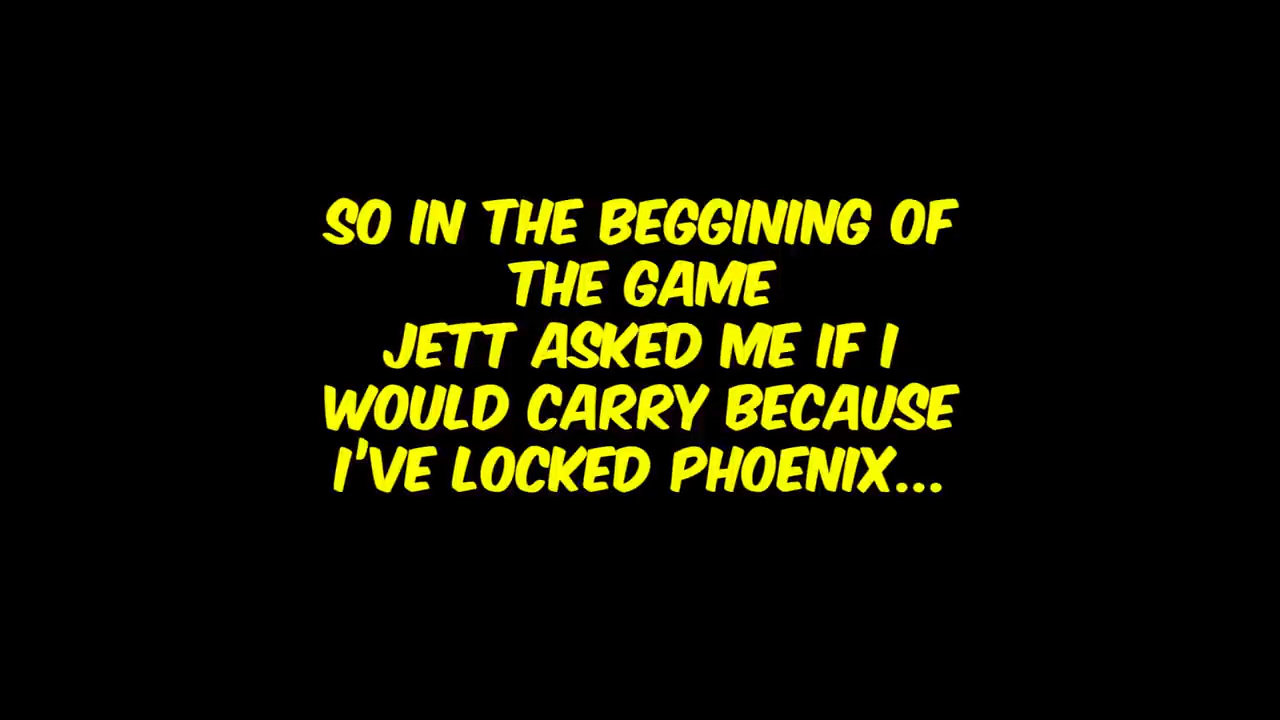 SO IN THE BEGGINING OF
THE GAME
JETT ASKED ME IF I
WOULD CARRY BECAUSE
I'VE LOCKED PHOENIX...